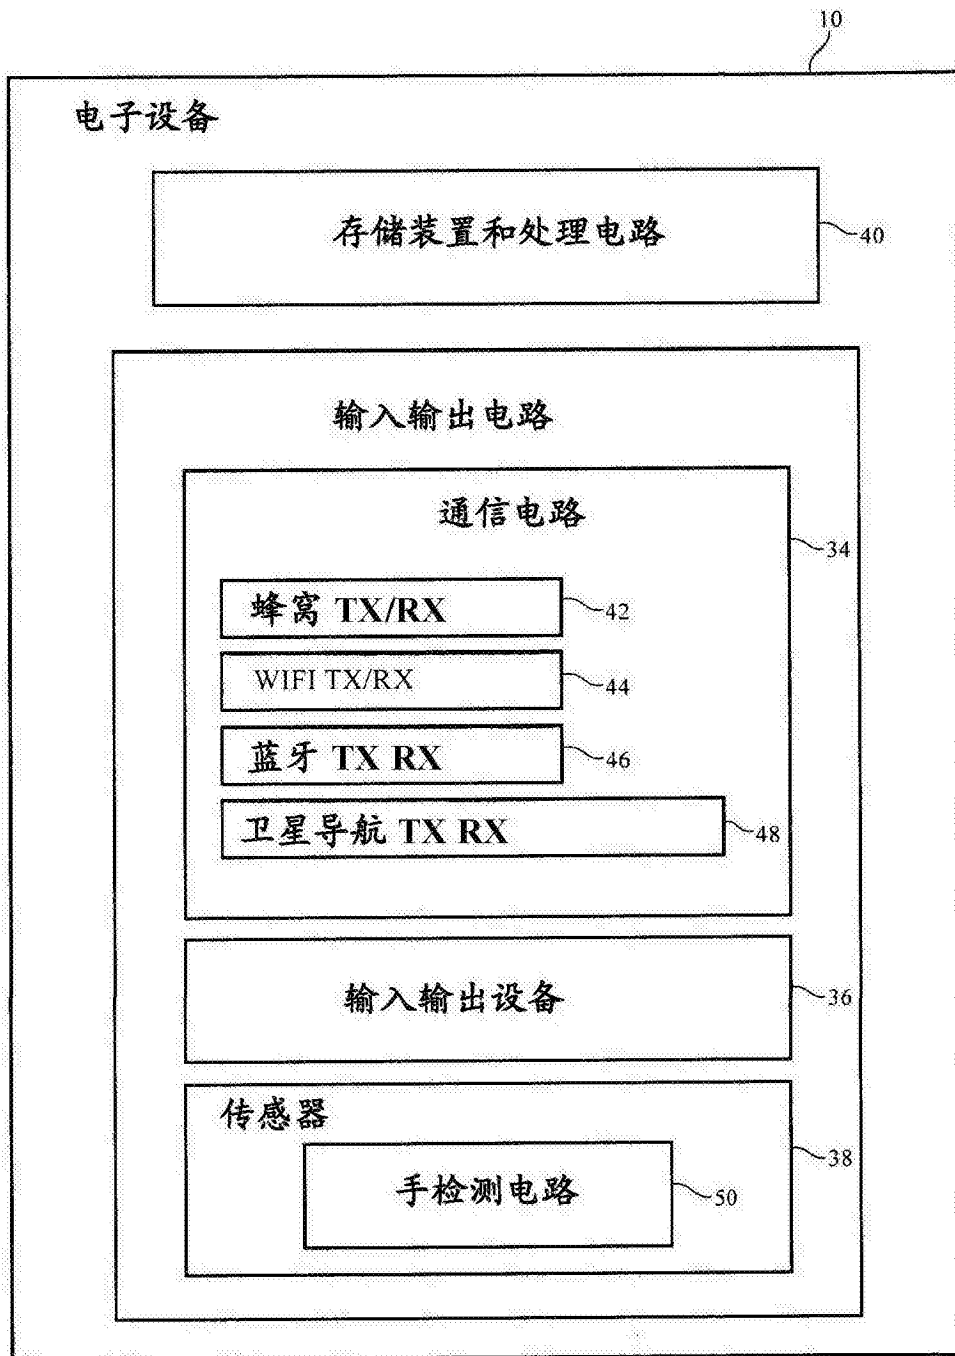 10
电子设备
存储装置和处理电路
40
输入输出电路
通信电路
34
蜂窝 TX/RX
42
WIFI TX/RX
44
蓝牙 TX RX
46
卫星导航 TX RX
48
输入输出设备
36
传感器
38
手检测电路
50